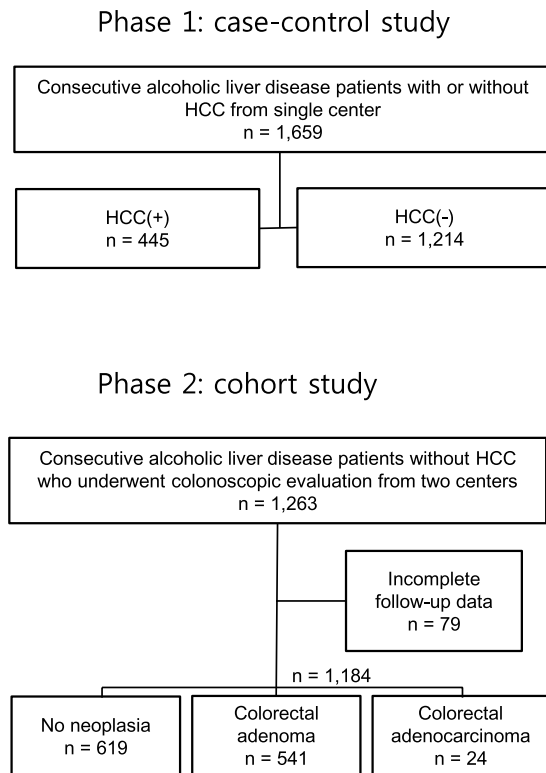 Phase 1: case-control study
Consecutive alcoholic liver disease patients with or without
HCC from single center
n = 1,659
HCC(+)
n = 445
HCC(-)
n = 1,214
Phase 2: cohort study
Consecutive alcoholic liver disease patients without HCC
who underwent colonoscopic evaluation from two centers
n = 1,263
Incomplete
follow-up data
n = 79
n = 1,184
No neoplasia
n = 619
Colorectal
adenoma
n = 541
Colorectal
adenocarcinoma
n = 24